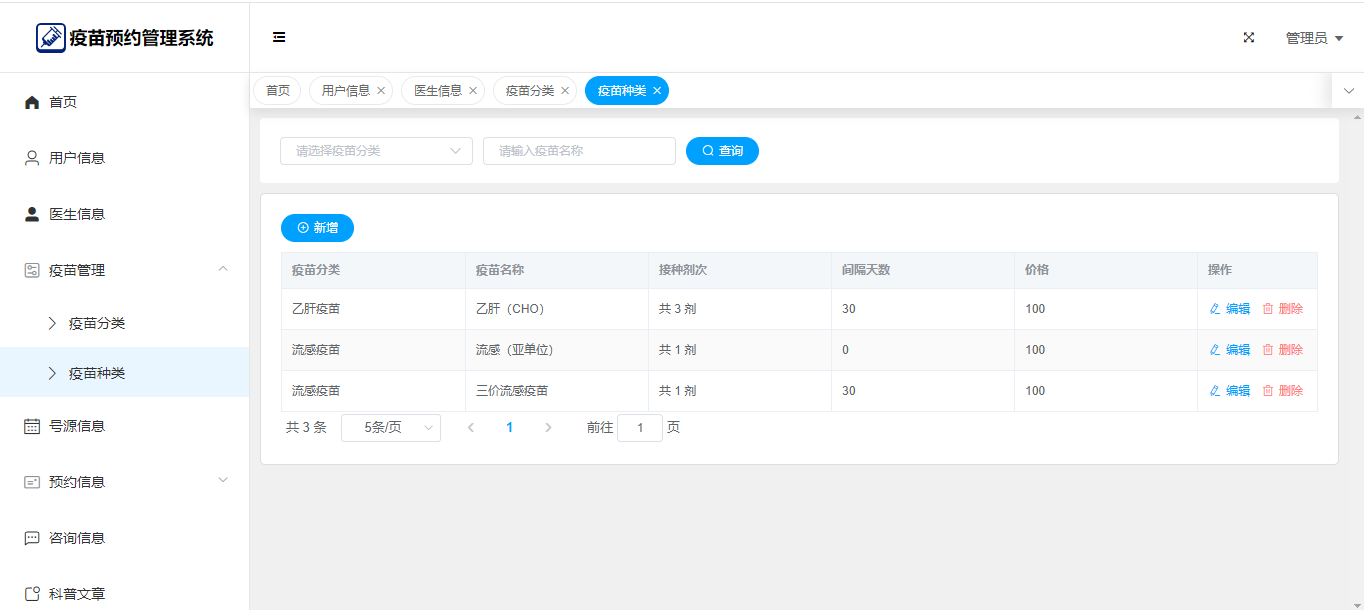 疫苗预约管理系统
管理员
首页
用户信息
医生信息
疫苗管理
疫苗分类
疫苗种类
号源信息
预约信息
咨询信息
科普文章
首页 用户信息 医生信息 疫苗分类 疫苗种类
请选择疫苗分类 请输入疫苗名称 查询
新增
疫苗分类 疫苗名称 接种剂次 间隔天数 价格 操作
乙肝疫苗 乙肝（CHO） 共 3 剂 30 100 编辑 删除
流感疫苗 流感（亚单位） 共 1 剂 0 100 编辑 删除
流感疫苗 三价流感疫苗 共 1 剂 30 100 编辑 删除
共 3 条 5条/页 1 前往 1 页